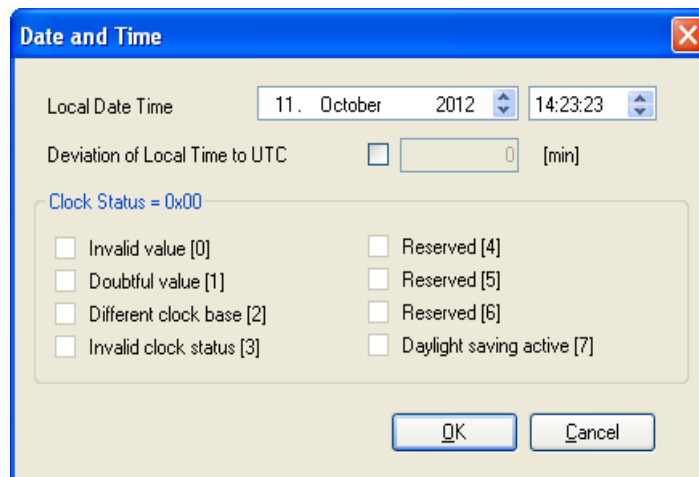 Date and Time
Local Date Time 11. October 2012 14:23:23
Deviation of Local Time to UTC 0 [min]
Clock Status = 0x00
Invalid value [0] Reserved [4]
Doubtful value [1] Reserved [5]
Different clock base [2] Reserved [6]
Invalid clock status [3] Daylight saving active [7]
OK Cancel